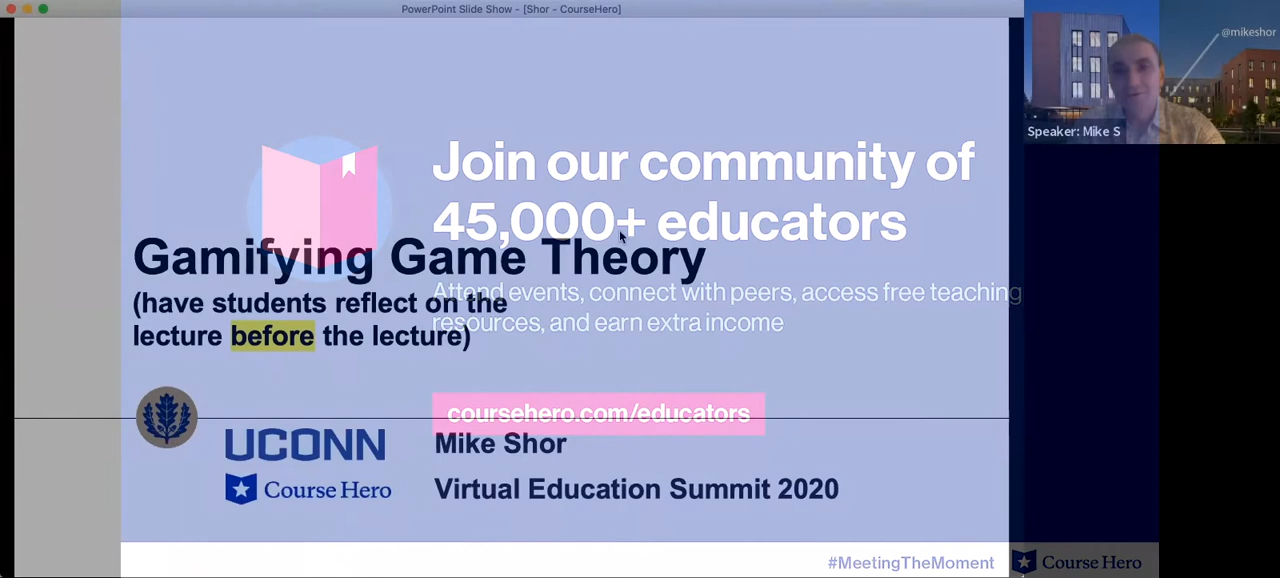 PowerPoint Slide Show - [Shor - CourseHero]
@mikeshor
Speaker: Mike S
Join our community of
45,000+ educators
Gamifying Game Theory
(have students reflect on the
lecture before the lecture)
Attend events, connect with peers, access free teaching
resources, and earn extra income
coursehero.com/educators
UCONN
Mike Shor
Course Hero
Virtual Education Summit 2020
#MeetingTheMoment
Course Hero